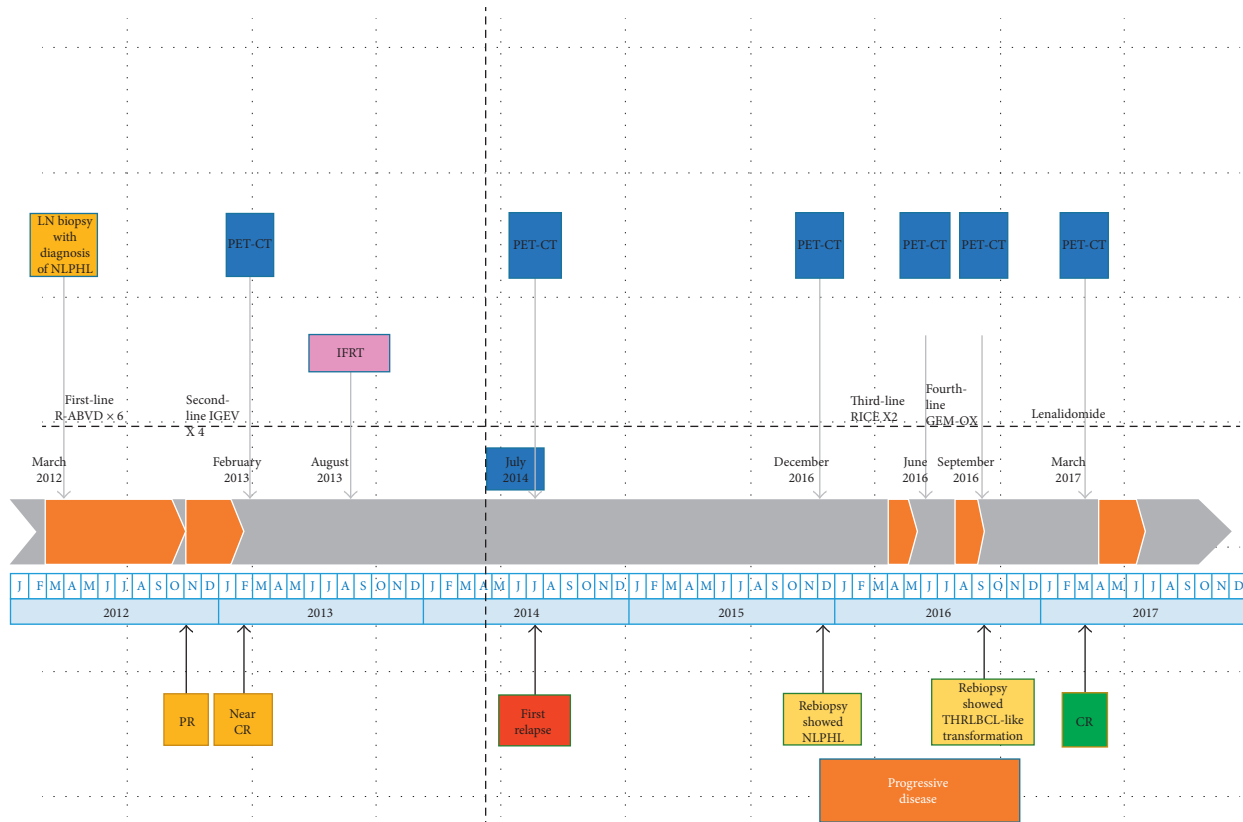 LN biopsy
with
diagnosis
of NLPHL
PET-CT
PET-CT
PET-CT
PET-CT
PET-CT
PET-CT
IFRT
First-line
R-ABVD × 6
Second-
line IGEV
X 4
Third-line
RICE X2
Fourth-
line
GEM-OX
Lenalidomide
March
2012
February
2013
August
2013
July
2014
December
2016
June
2016
September
2016
March
2017
J F M A M J J A S O N D J F M A M J J A S O N D J F M A M J J A S O N D J F M A M J J A S O N D J F M A M J J A S O N D J F M A M J J A S O N D
2012 2013 2014 2015 2016 2017
PR
Near
CR
First
relapse
Rebiopsy
showed
NLPHL
Rebiopsy
showed
THRLBCL-like
transformation
CR
Progressive
disease